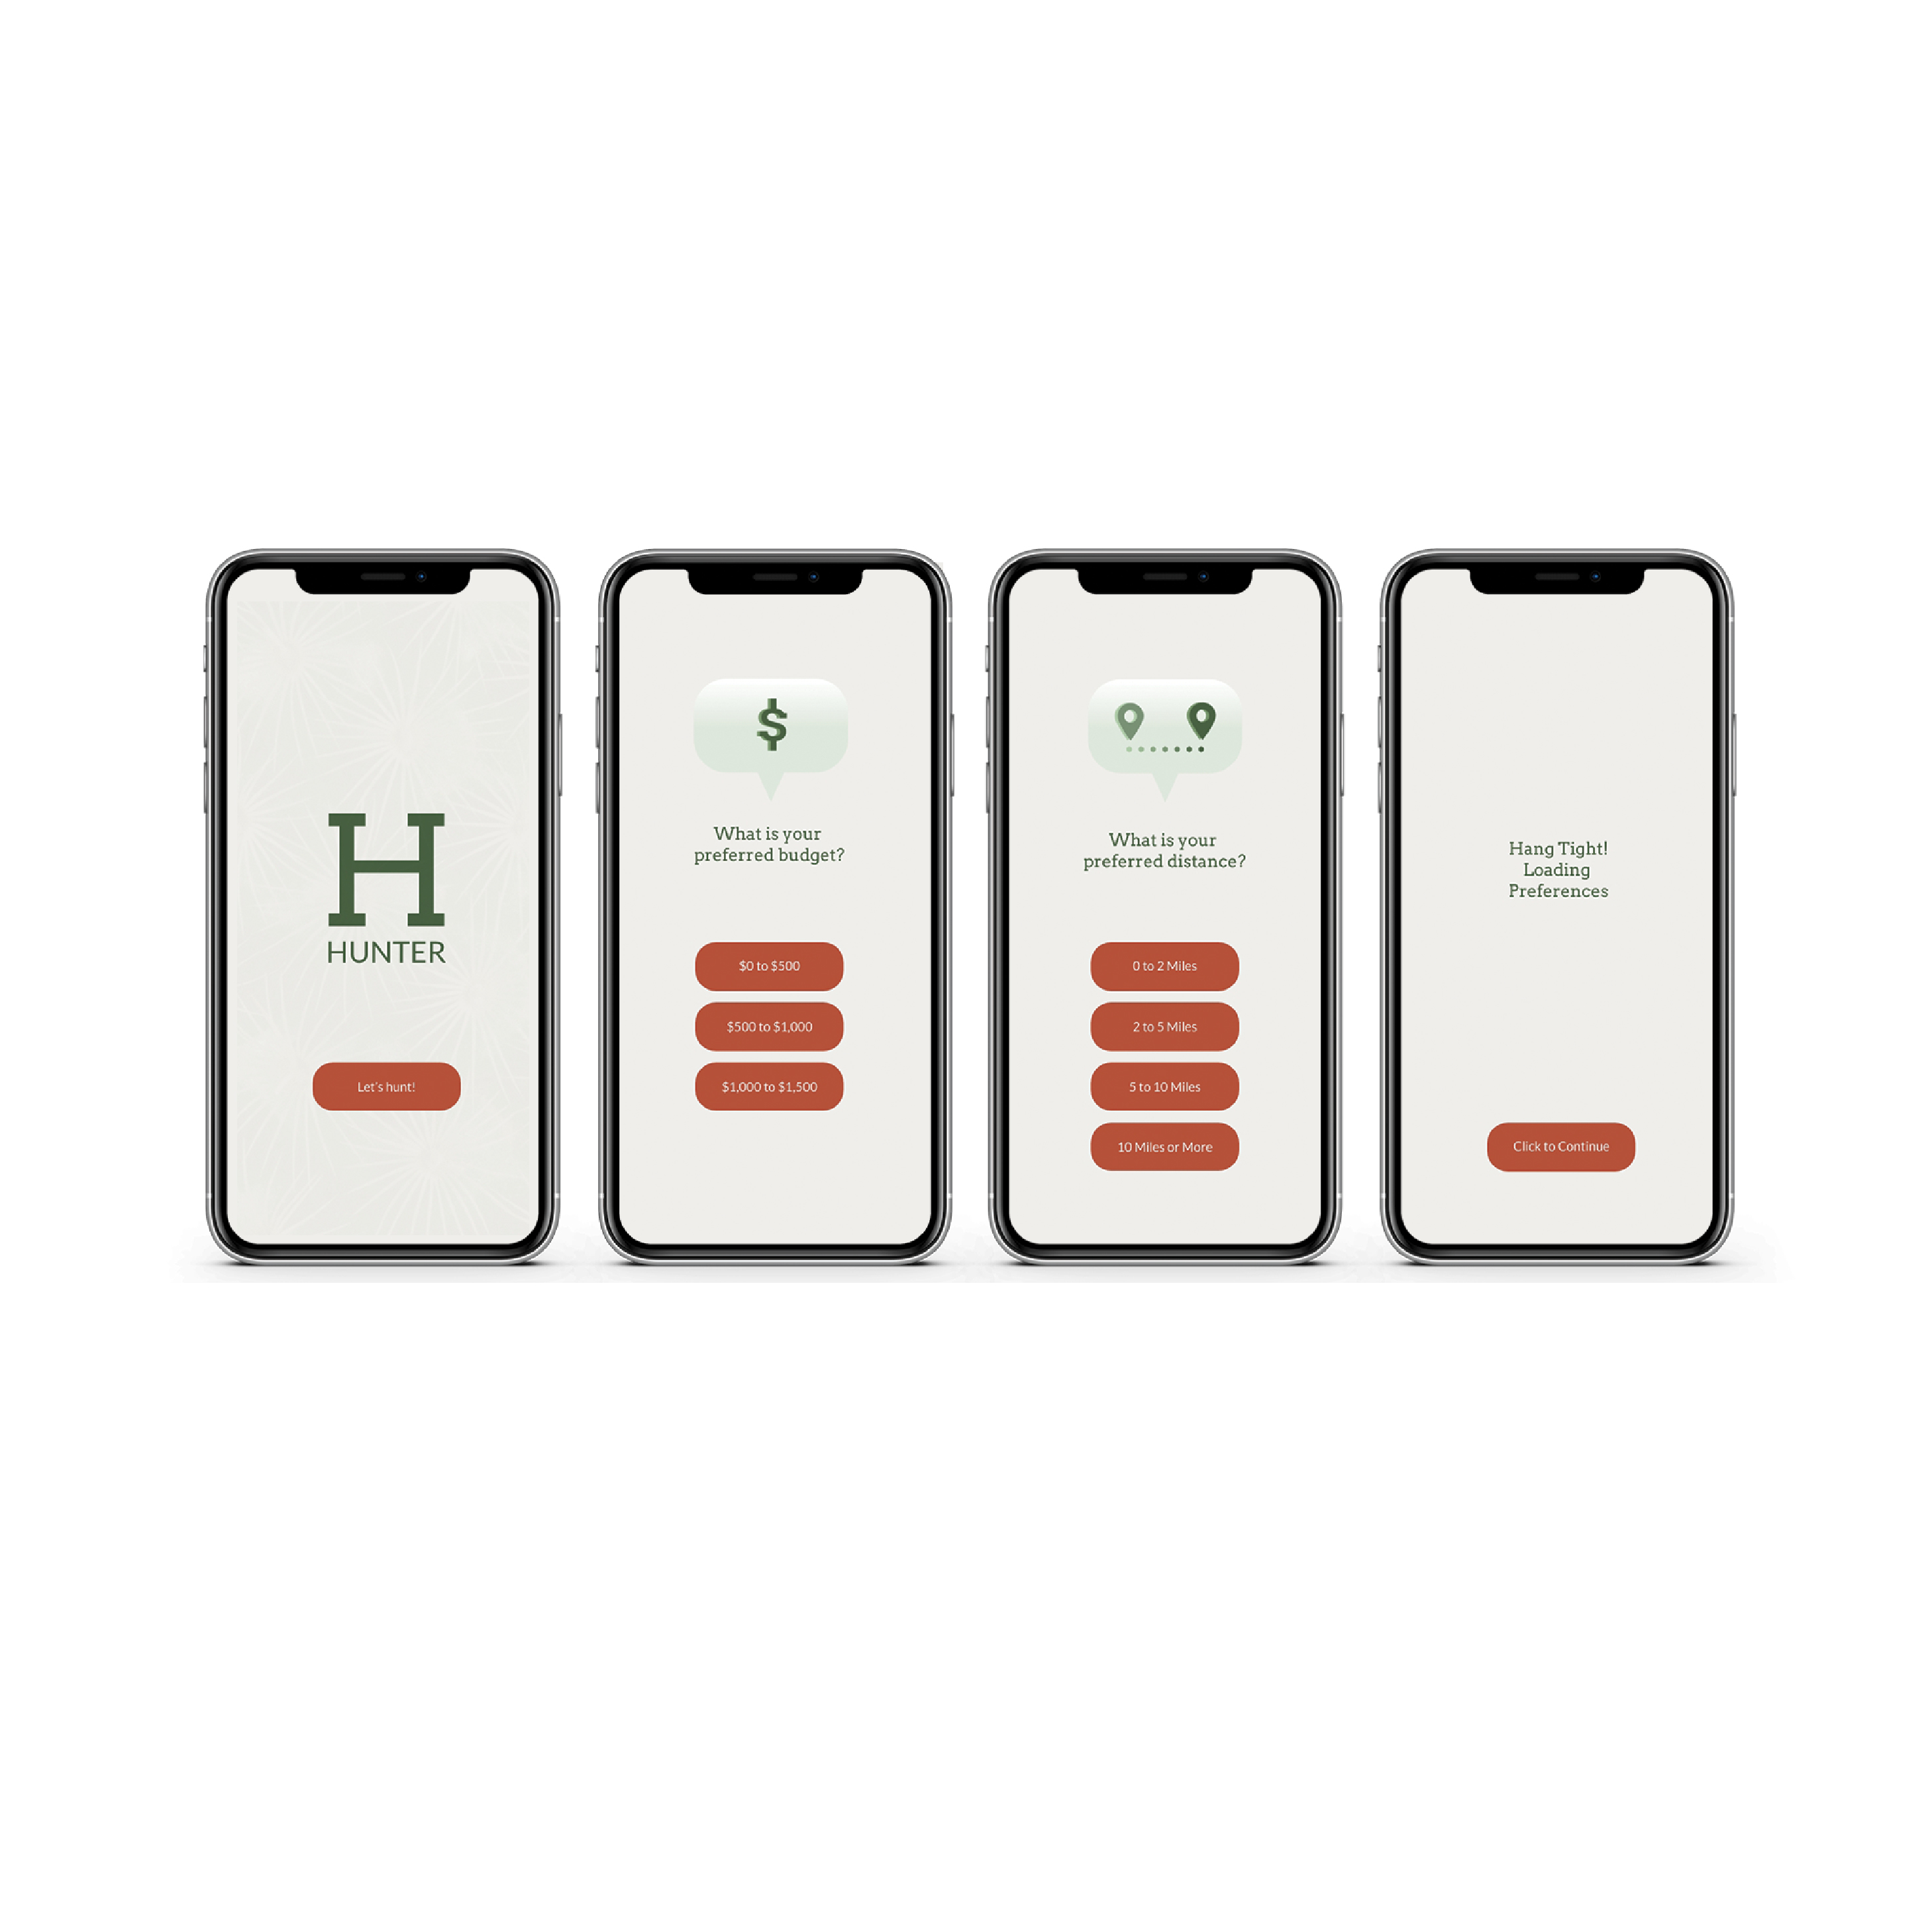 H
HUNTER
Let's hunt!
$
What is your
preferred budget?
$0 to $500
$500 to $1,000
$1,000 to $1,500
What is your
preferred distance?
0 to 2 Miles
2 to 5 Miles
5 to 10 Miles
10 Miles or More
Hang Tight!
Loading
Preferences
Click to Continue